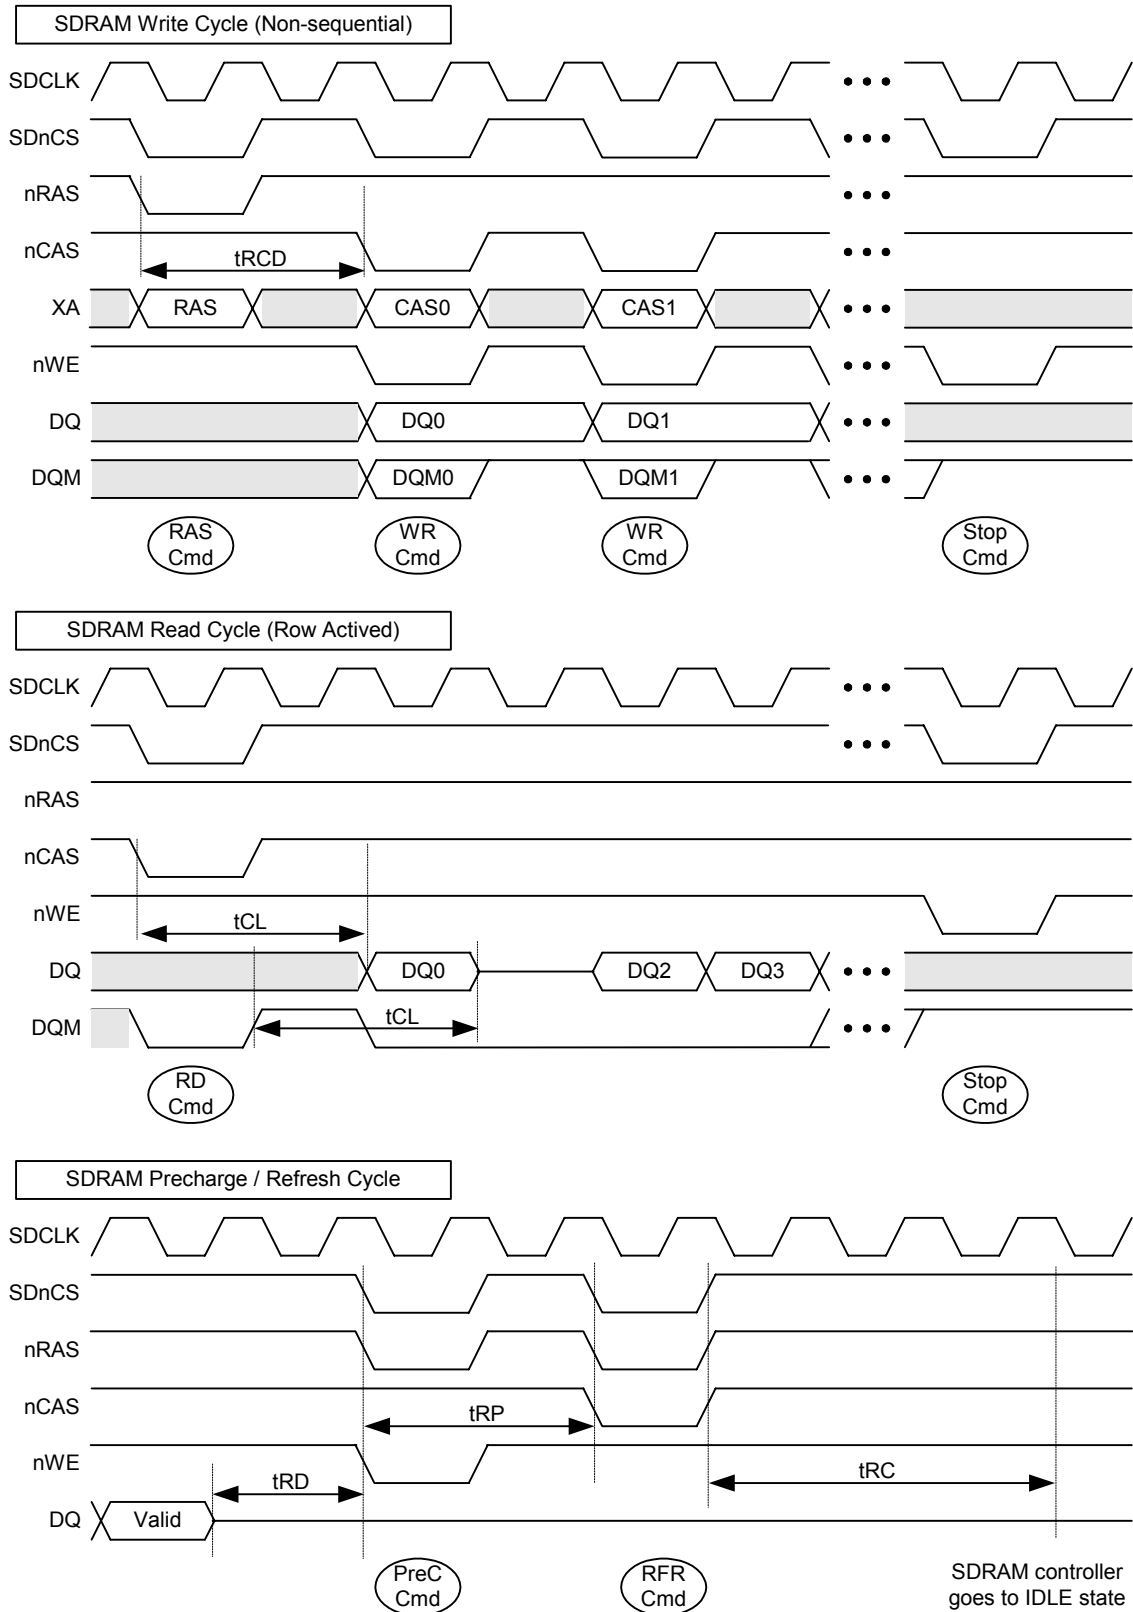 SDRAM Write Cycle (Non-sequential)
SDCLK
SDnCS
nRAS
nCAS
tRCD
XA RAS CAS0 CAS1
nWE
DQ DQ0 DQ1
DQM DQM0 DQM1
RAS WR WR Stop
Cmd Cmd Cmd Cmd
SDRAM Read Cycle (Row Actived)
SDCLK
SDnCS
nRAS
nCAS
nWE
tCL
DQ DQ0 DQ2 DQ3
DQM tCL
RD Stop
Cmd Cmd
SDRAM Precharge / Refresh Cycle
SDCLK
SDnCS
nRAS
nCAS
tRP
nWE
tRD tRC
DQ Valid
PreC RFR SDRAM controller
Cmd Cmd goes to IDLE state